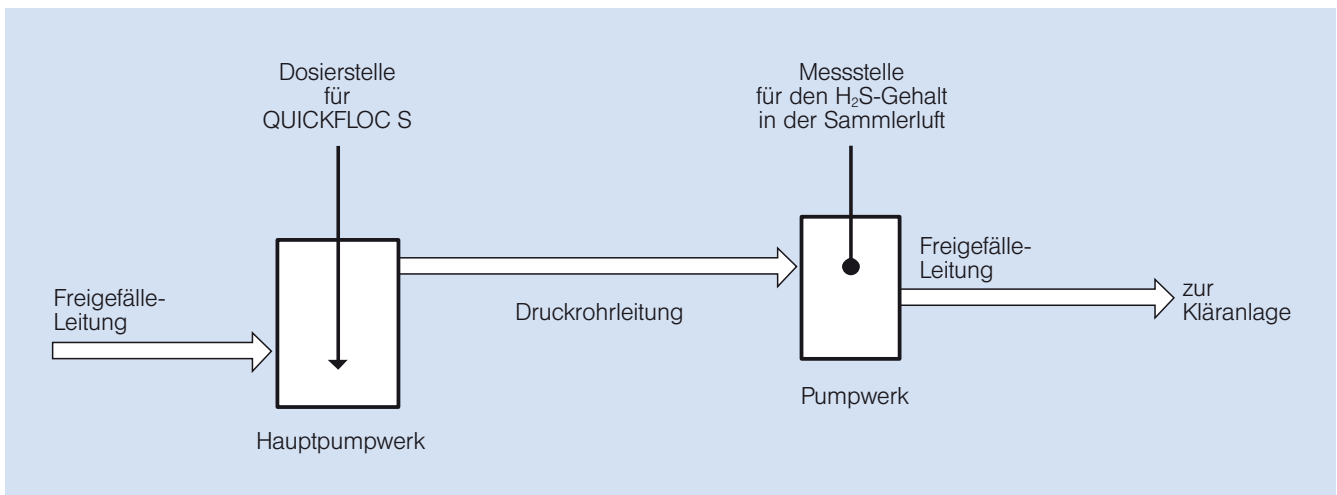 Dosierstelle
für
QUICKFLOC S
Messstelle
für den H₂S-Gehalt
in der Sammlerluft
Freigefälle-
Leitung
Freigefälle-
Leitung
Druckrohrleitung
zur
Kläranlage
Pumpwerk
Hauptpumpwerk